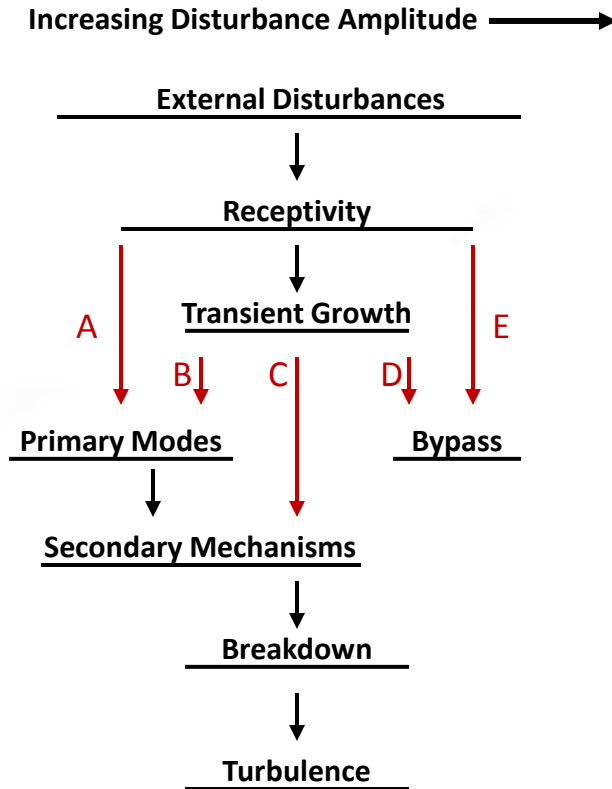 Increasing Disturbance Amplitude
External Disturbances
Receptivity
Transient Growth
A
E
B
C
D
Primary Modes
Bypass
Secondary Mechanisms
Breakdown
Turbulence